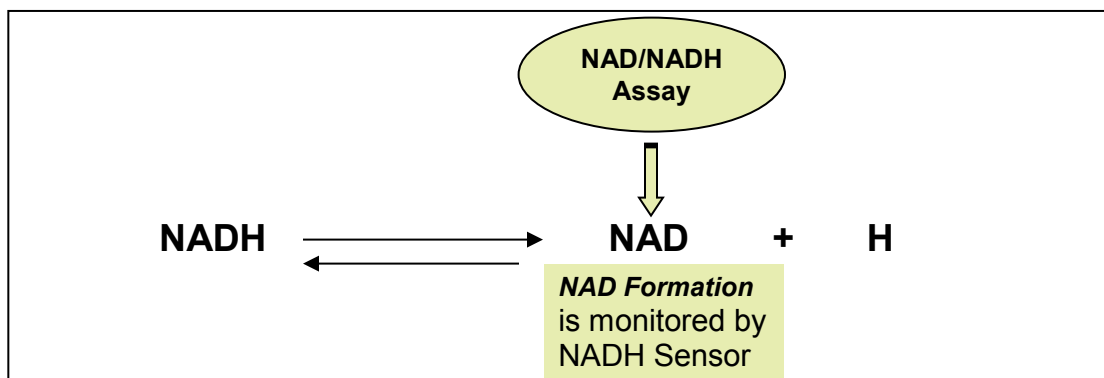 NAD/NADH
Assay
NADH NAD + H
NAD Formation
is monitored by
NADH Sensor